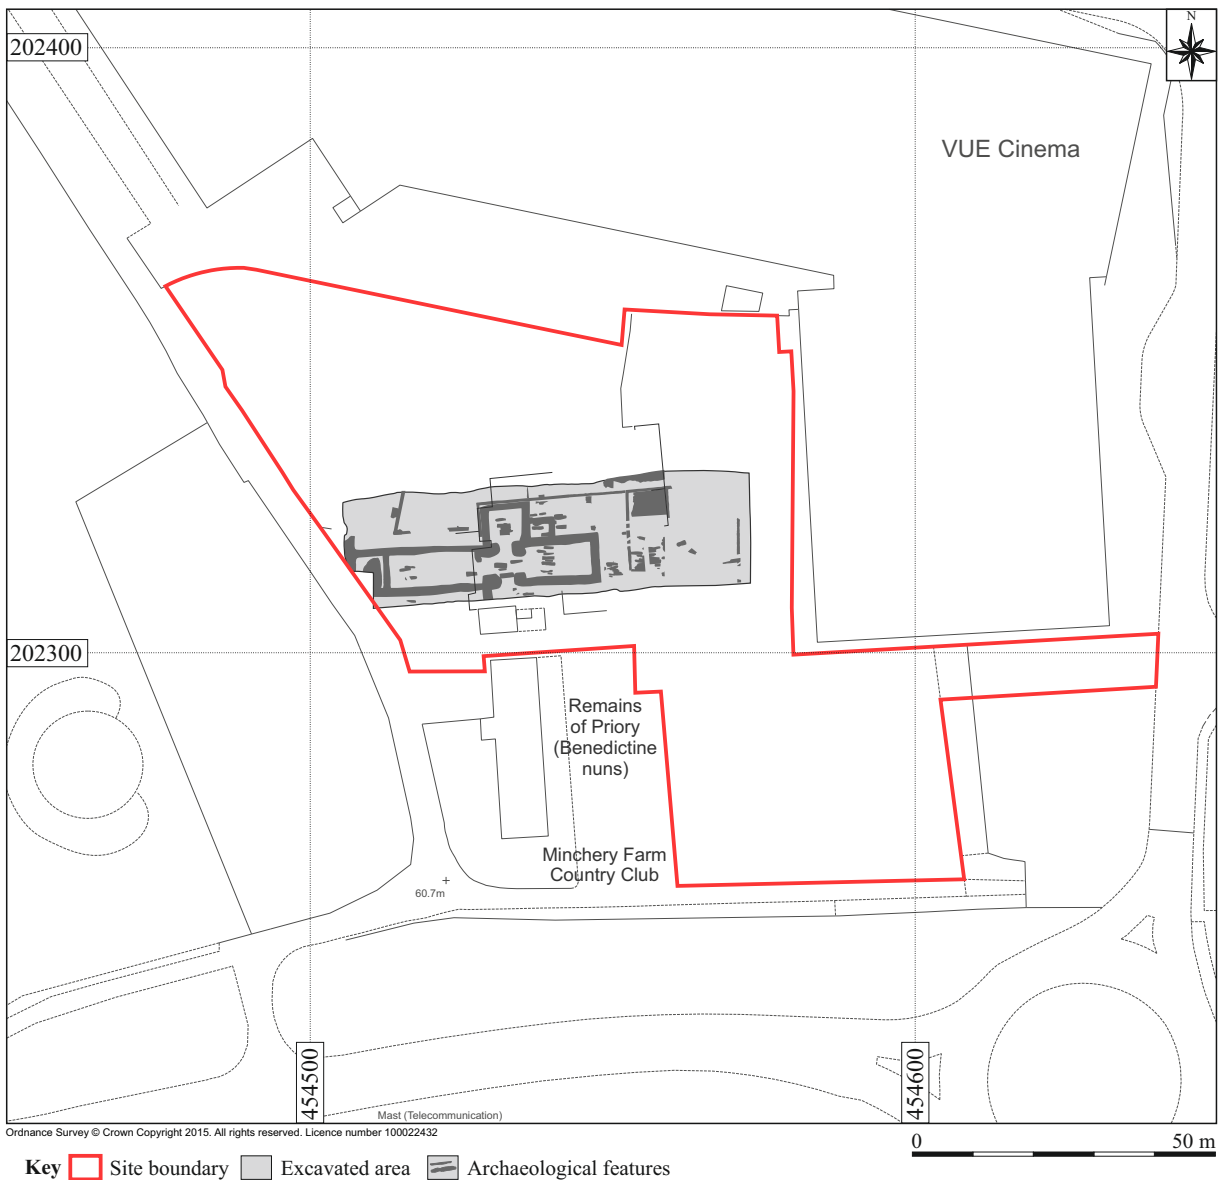 N
202400
VUE Cinema
202300
Remains
of Priory
(Benedictine
nuns)
Minchery Farm
Country Club
60.7m
454500
454600
Mast (Telecommunication)
Ordnance Survey © Crown Copyright 2015. All rights reserved. Licence number 100022432
0 50 m
Key Site boundary Excavated area Archaeological features